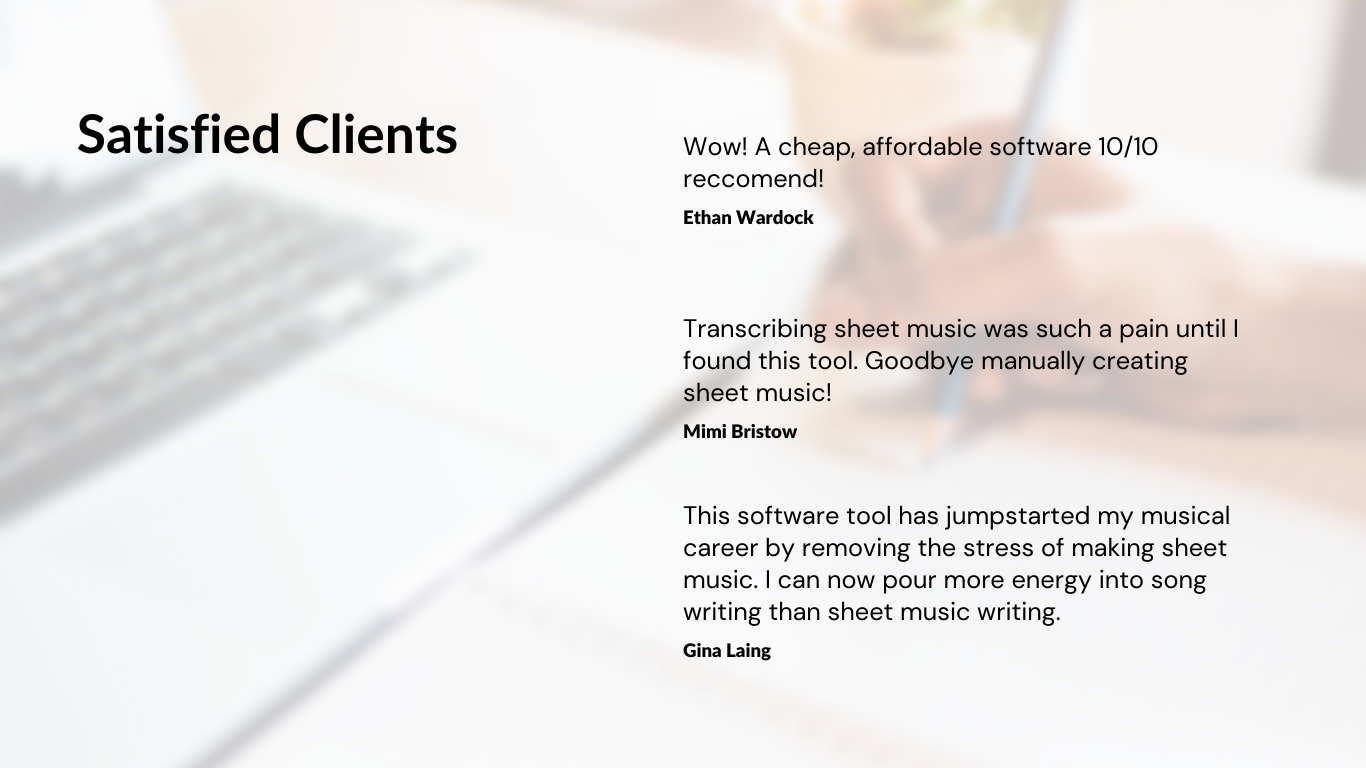 Satisfied Clients
Wow! A cheap, affordable software 10/10
reccomend!
Ethan Wardock
Transcribing sheet music was such a pain until I
found this tool. Goodbye manually creating
sheet music!
Mimi Bristow
This software tool has jumpstarted my musical
career by removing the stress of making sheet
music. I can now pour more energy into song
writing than sheet music writing.
Gina Laing